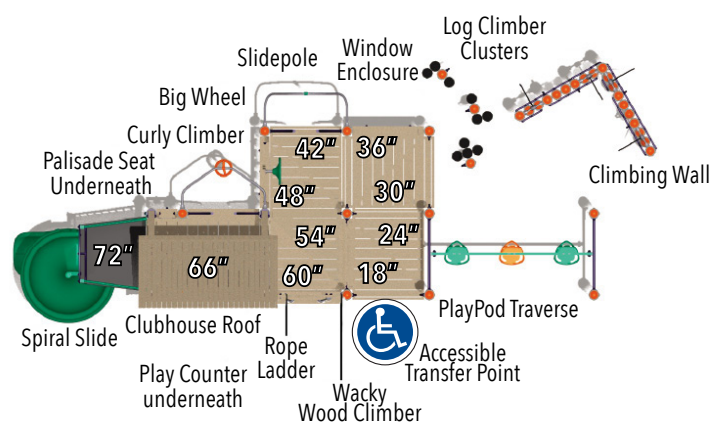 Log Climber
Clusters
Slidepole
Window
Enclosure
Big Wheel
Curly Climber
Palisade Seat
Underneath
Climbing Wall
42″
36″
48″
30″
54″
24″
72″
66″
60″
18″
Spiral Slide
Clubhouse Roof
PlayPod Traverse
Rope
Ladder
Accessible
Transfer Point
Play Counter
underneath
Wacky
Wood Climber